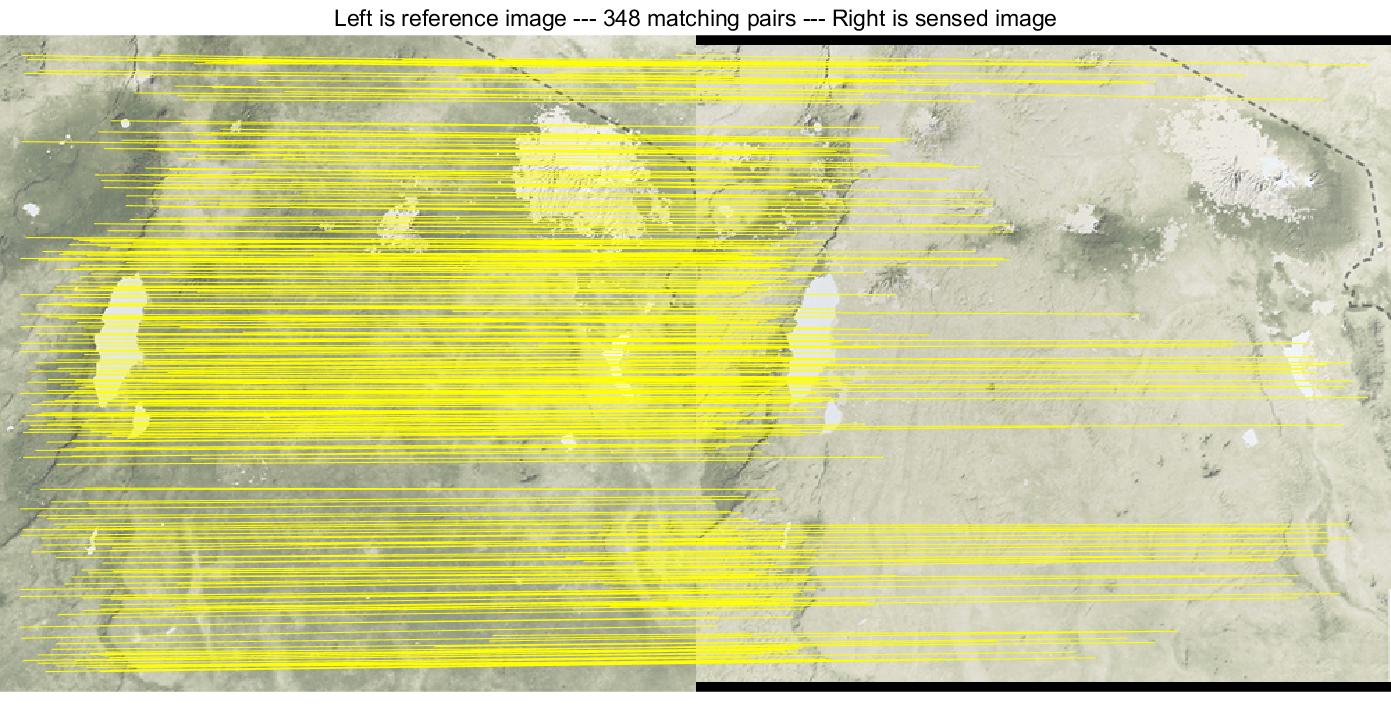 Left is reference image --- 348 matching pairs --- Right is sensed image